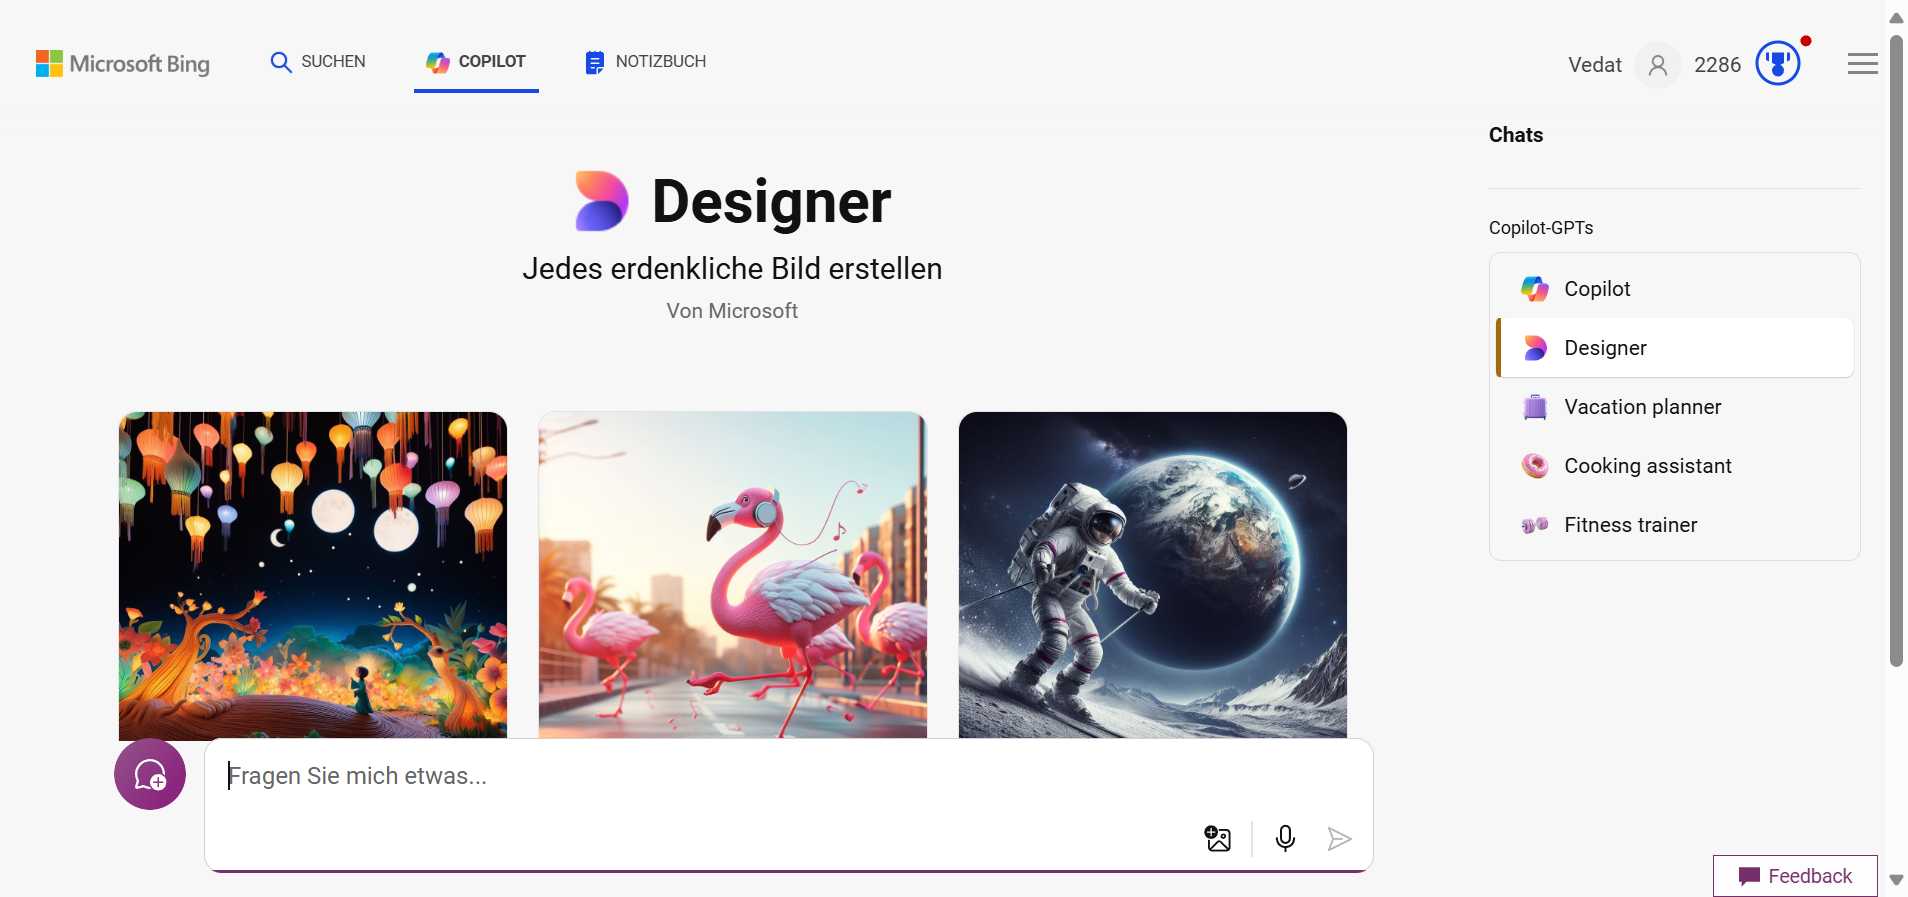 Microsoft Bing
SUCHEN
COPILOT
NOTIZBUCH
Vedat
2286
Designer
Jedes erdenkliche Bild erstellen
Von Microsoft
Chats
Copilot-GPTs
Copilot
Designer
Vacation planner
Cooking assistant
Fitness trainer
Fragen Sie mich etwas...
Feedback